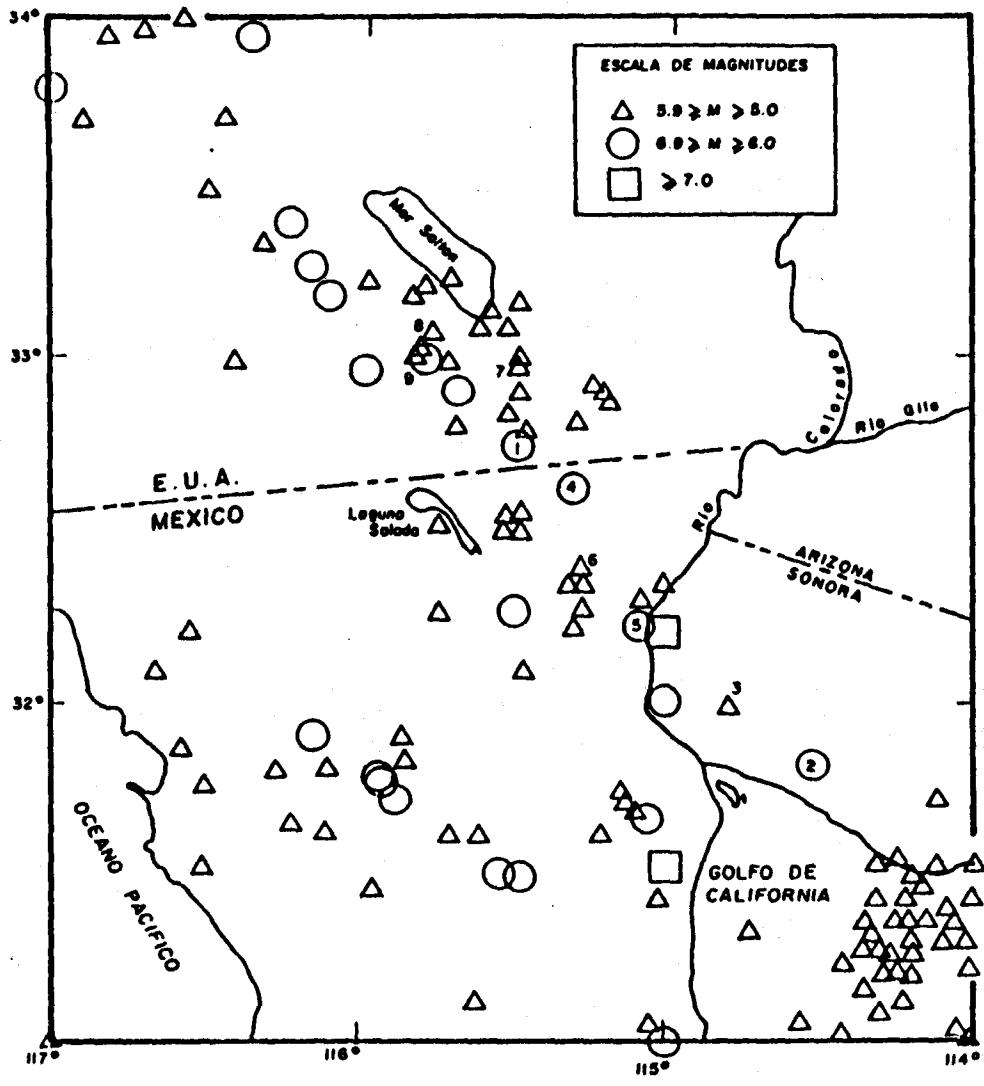 34°
ESCALA DE MAGNITUDES
5.9 ⩾ M ⩾ 5.0
6.9 ⩾ M ⩾ 6.0
⩾ 7.0
Mar Salton
33°
8
9
7
Colorado
Rio Gila
1
4
E.U.A.
MEXICO
Laguna
Salada
Rio
ARIZONA
SONORA
6
5
32°
3
2
OCEANO PACIFICO
GOLFO DE
CALIFORNIA
117°
116°
115°
114°